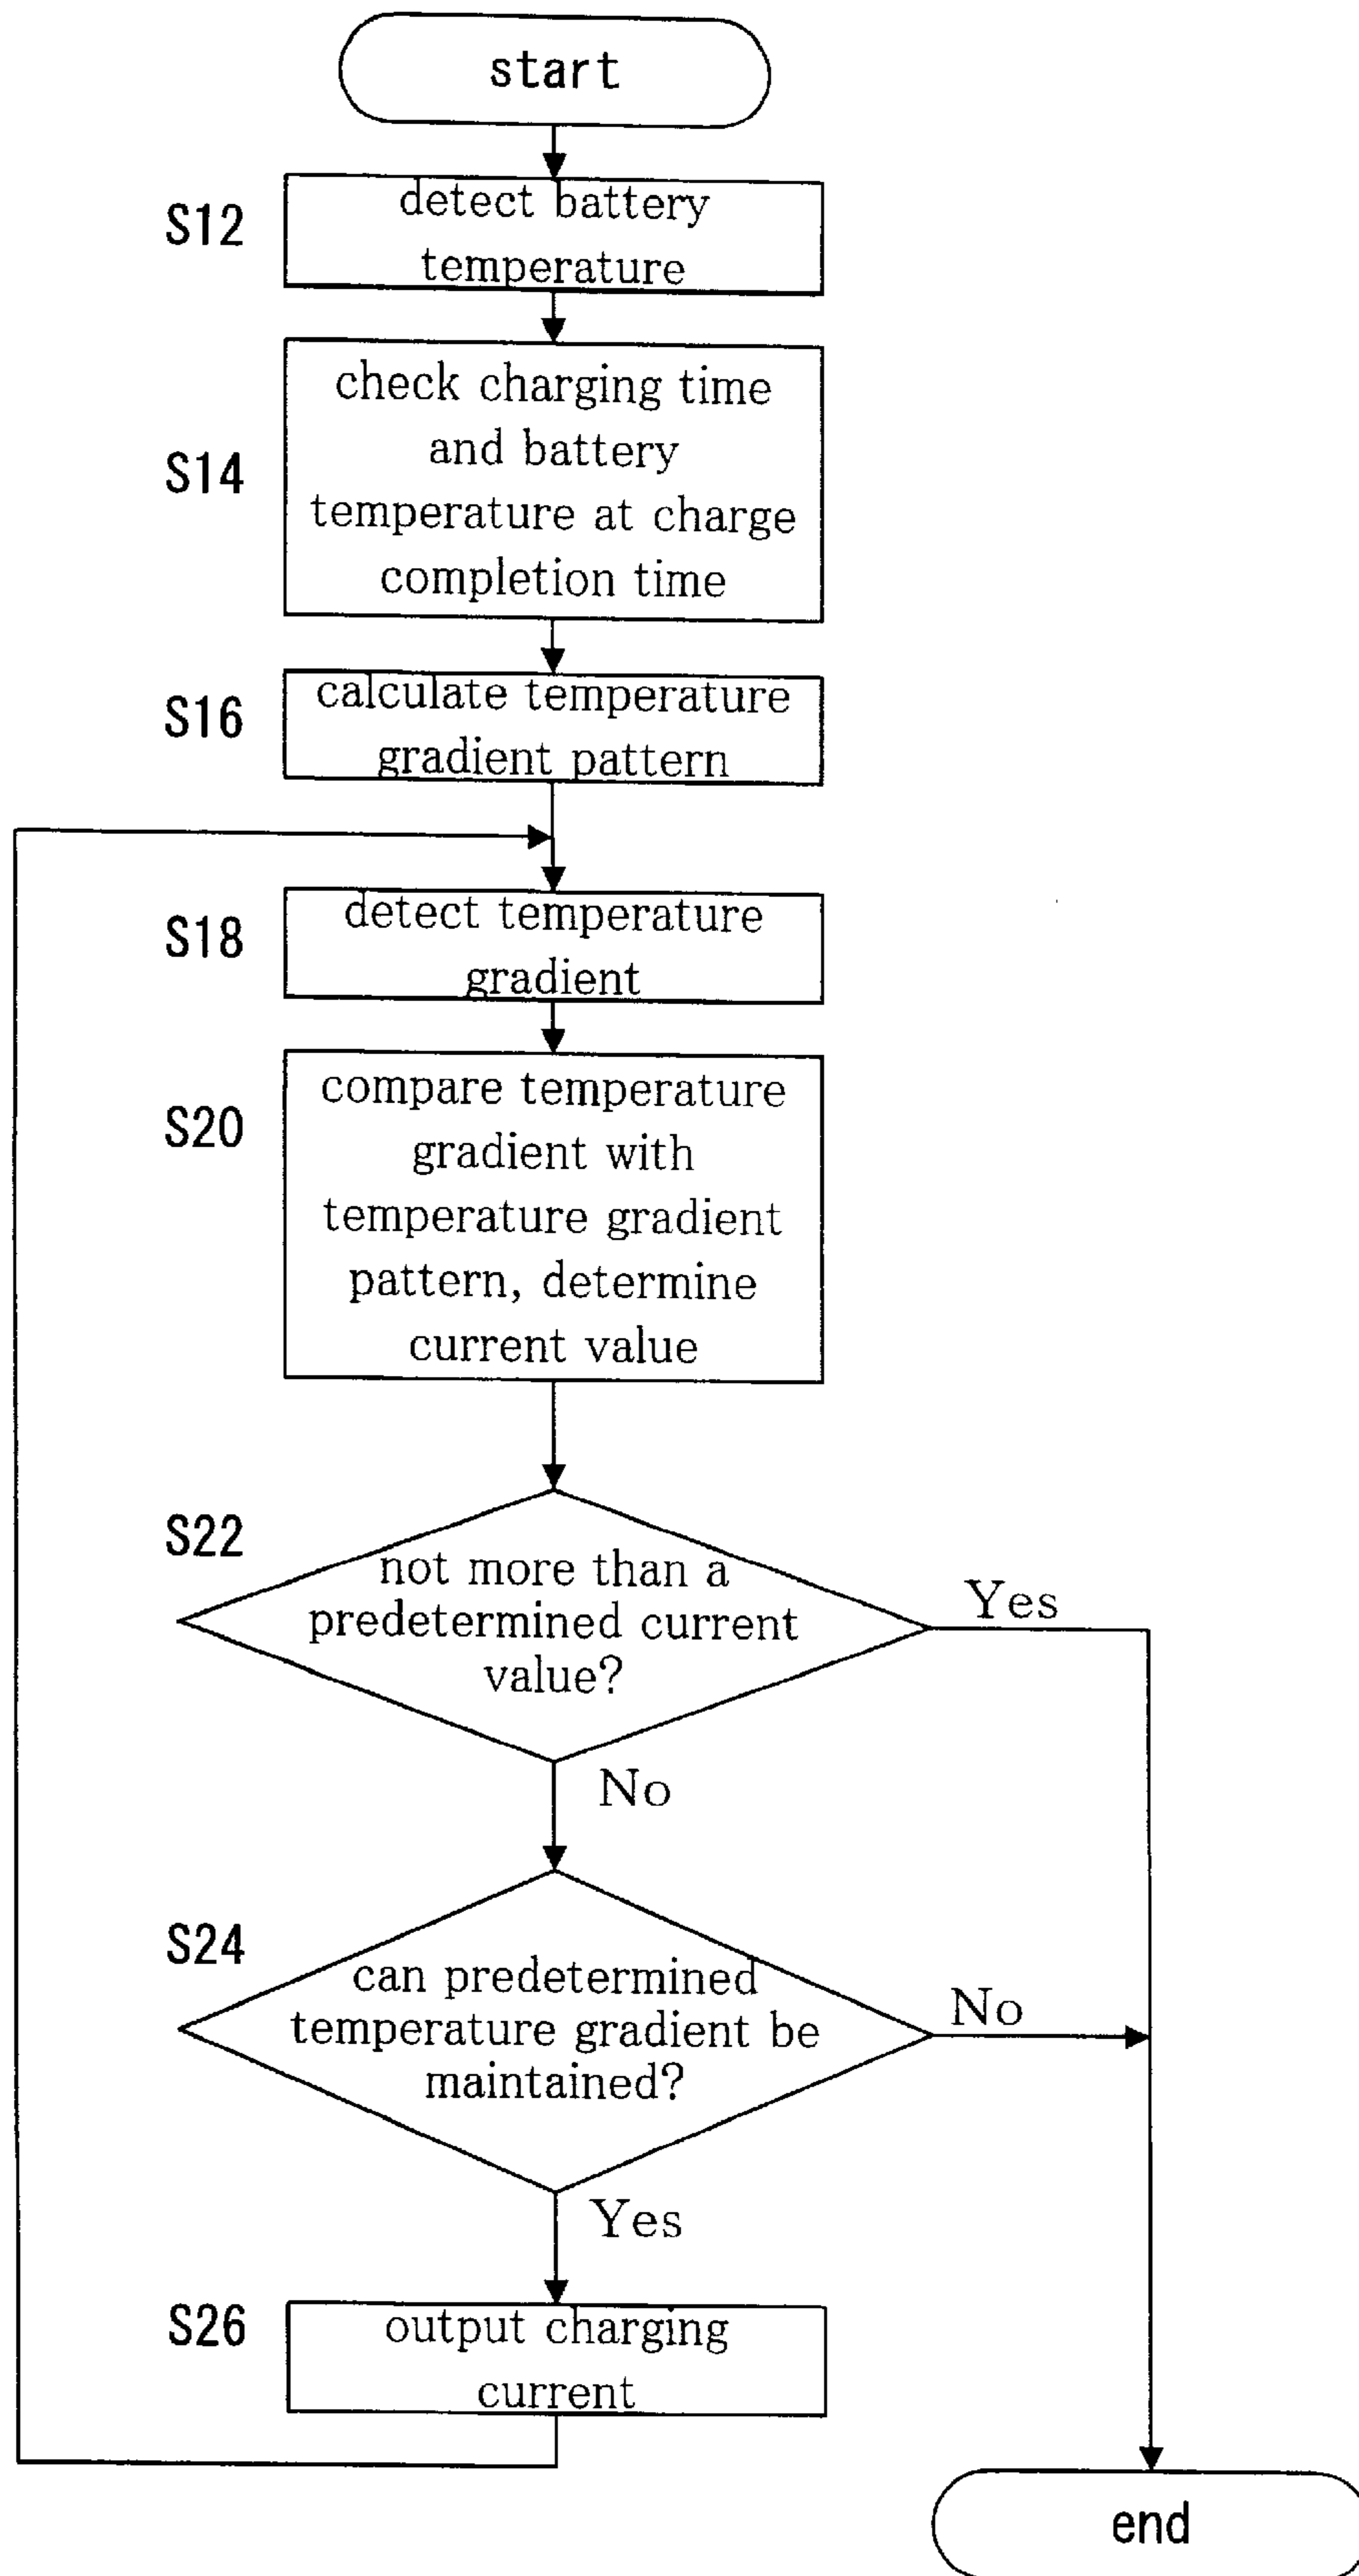 start
S12
detect battery
temperature
S14
check charging time
and battery
temperature at charge
completion time
S16
calculate temperature
gradient pattern
S18
detect temperature
gradient
S20
compare temperature
gradient with
temperature gradient
pattern, determine
current value
S22
not more than a
predetermined current
value?
Yes
No
S24
can predetermined
temperature gradient be
maintained?
No
Yes
S26
output charging
current
end